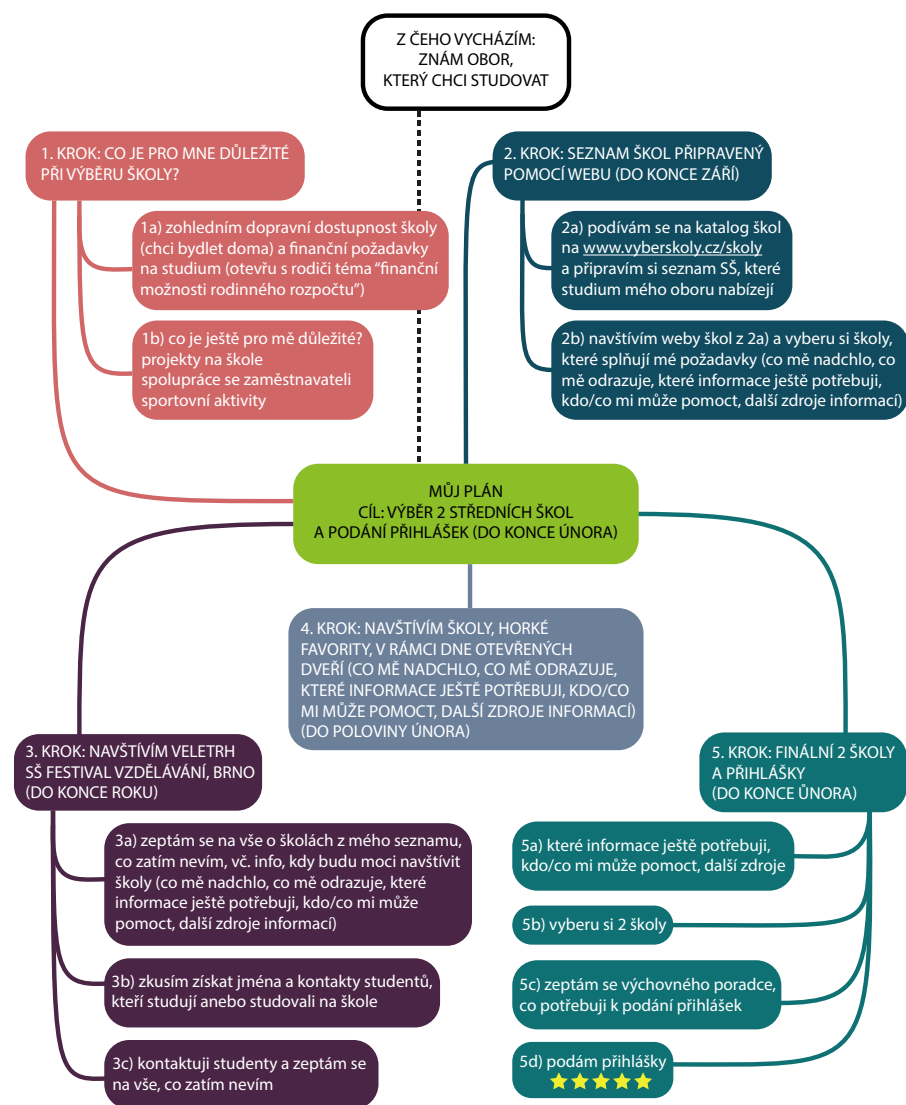 Z ČEHO VYCHÁZÍM:
ZNÁM OBOR,
KTERÝ CHCI STUDOVAT
1. KROK: CO JE PRO MNE DŮLEŽITÉ
PŘI VÝBĚRU ŠKOLY?
1a) zohledním dopravní dostupnost školy
(chci bydlet doma) a finanční požadavky
na studium (otevřu s rodiči téma “finanční
možnosti rodinného rozpočtu”)
1b) co je ještě pro mě důležité?
projekty na škole
spolupráce se zaměstnavateli
sportovní aktivity
2. KROK: SEZNAM ŠKOL PŘIPRAVENÝ
POMOCÍ WEBU (DO KONCE ZÁŘÍ)
2a) podívám se na katalog škol
na www.vyberskoly.cz/skoly
a připravím si seznam SŠ, které
studium mého oboru nabízejí
2b) navštívím weby škol z 2a) a vyberu si školy,
které splňují mé požadavky (co mě nadchlo, co
mě odrazuje, které informace ještě potřebuji,
kdo/co mi může pomoct, další zdroje informací)
MŮJ PLÁN
CÍL: VÝBĚR 2 STŘEDNÍCH ŠKOL
A PODÁNÍ PŘIHLÁŠEK (DO KONCE ÚNORA)
4. KROK: NAVŠTÍVÍM ŠKOLY, HORKÉ
FAVORITY, V RÁMCI DNE OTEVŘENÝCH
DVEŘÍ (CO MĚ NADCHLO, CO MĚ ODRAZUJE,
KTERÉ INFORMACE JEŠTĚ POTŘEBUJI, KDO/CO
MI MŮŽE POMOCT, DALŠÍ ZDROJE INFORMACÍ)
(DO POLOVINY ÚNORA)
3. KROK: NAVŠTÍVÍM VELETRH
SŠ FESTIVAL VZDĚLÁVÁNÍ, BRNO
(DO KONCE ROKU)
3a) zeptám se na vše o školách z mého seznamu,
co zatím nevím, vč. info, kdy budu moci navštívit
školy (co mě nadchlo, co mě odrazuje, které
informace ještě potřebuji, kdo/co mi může
pomoct, další zdroje informací)
3b) zkusím získat jména a kontakty studentů,
kteří studují anebo studovali na škole
3c) kontaktuji studenty a zeptám se
na vše, co zatím nevím
5. KROK: FINÁLNÍ 2 ŠKOLY
A PŘIHLÁŠKY
(DO KONCE ŮNORA)
5a) které informace ještě potřebuji,
kdo/co mi může pomoct, další zdroje
5b) vyberu si 2 školy
5c) zeptám se výchovného poradce,
co potřebuji k podání přihlášek
5d) podám přihlášky